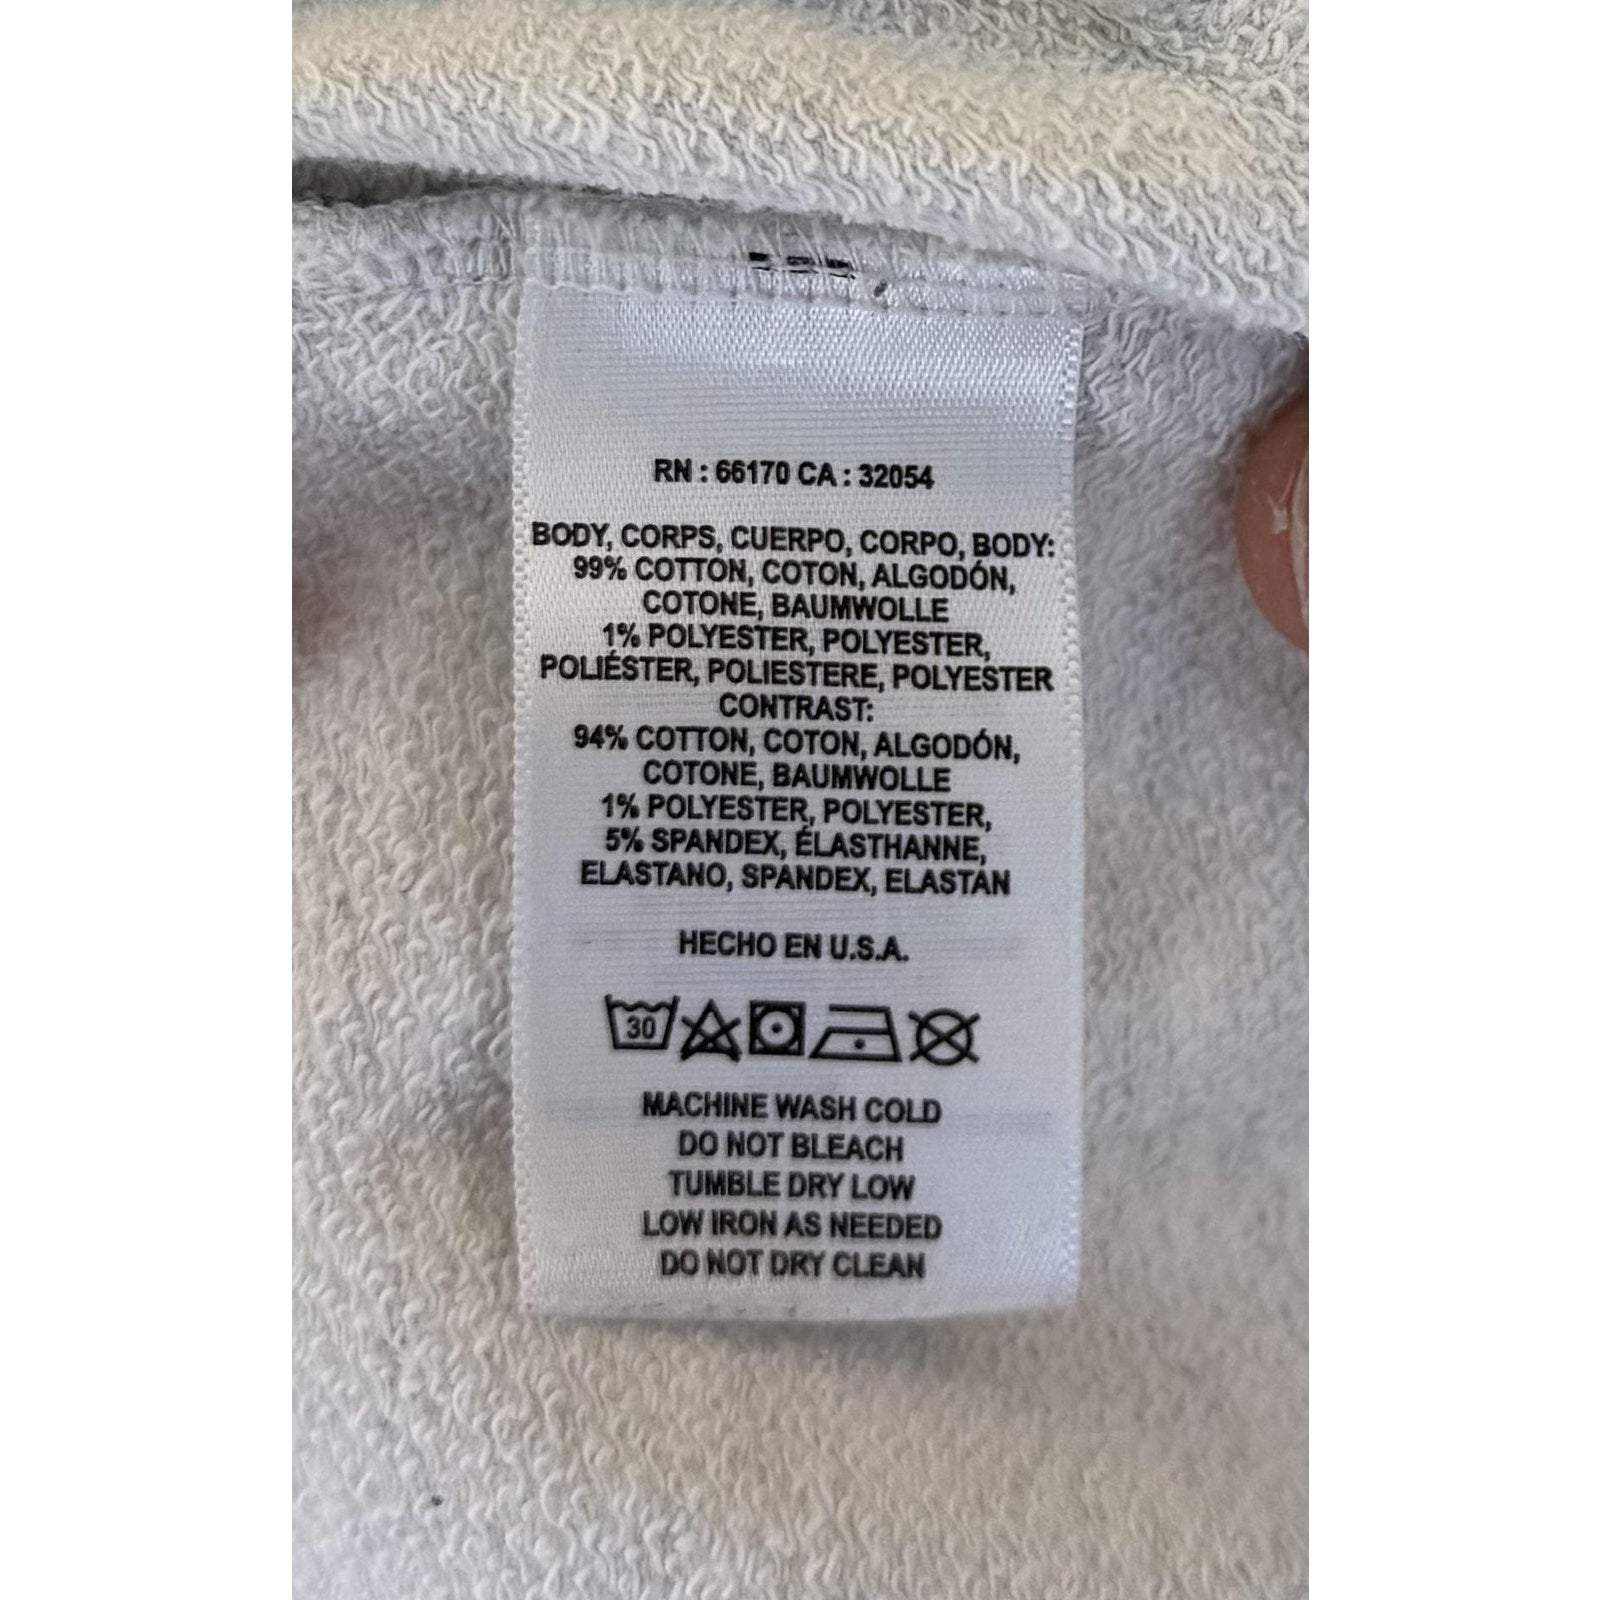 RN : 66170 CA : 32054
BODY, CORPS, CUERPO, CORPO, BODY:
99% COTTON, COTON, ALGODÓN,
COTONE, BAUMWOLLE
1% POLYESTER, POLYESTER,
POLIÉSTER, POLIESTERE, POLYESTER
CONTRAST:
94% COTTON, COTON, ALGODÓN,
COTONE, BAUMWOLLE
1% POLYESTER, POLYESTER,
5% SPANDEX, ÉLASTHANNE,
ELASTANO, SPANDEX, ELASTAN
HECHO EN U.S.A.
30
MACHINE WASH COLD
DO NOT BLEACH
TUMBLE DRY LOW
LOW IRON AS NEEDED
DO NOT DRY CLEAN